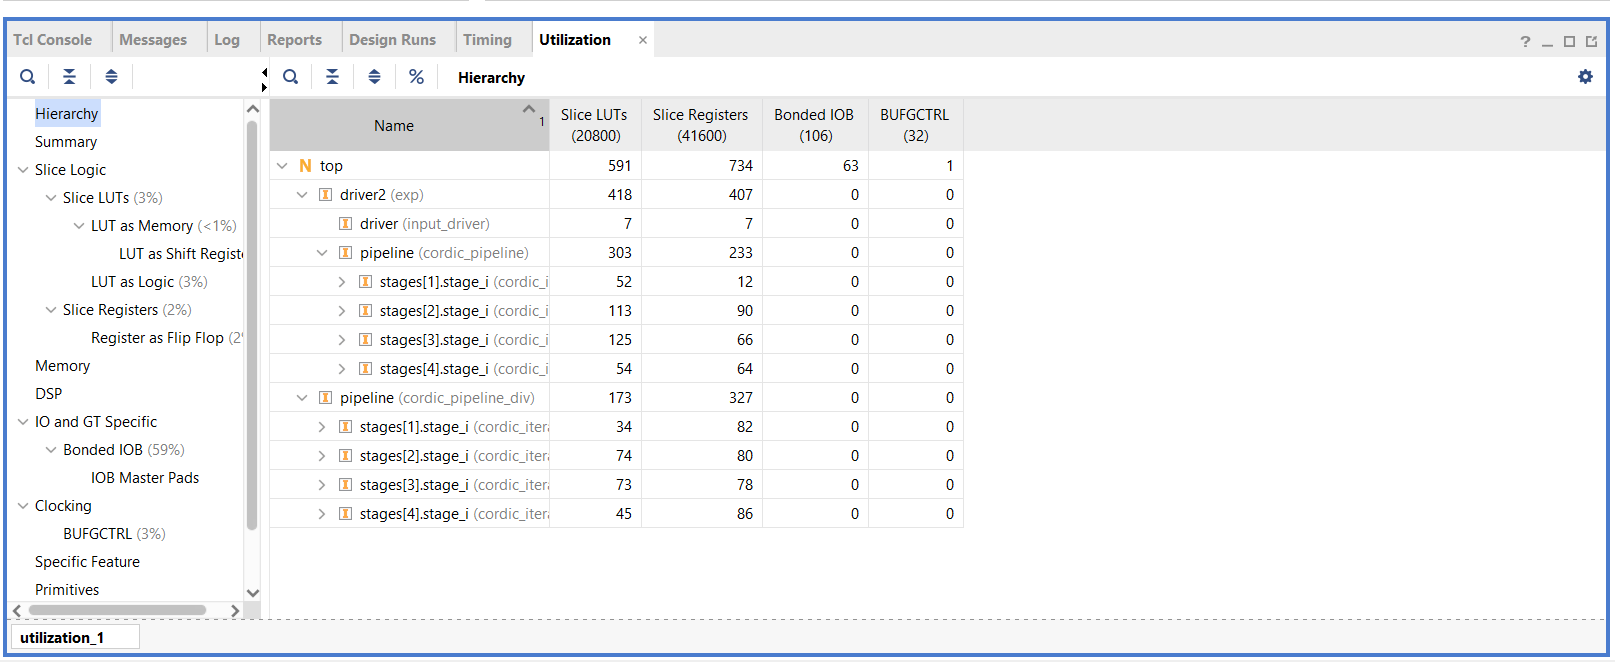 Tcl Console Messages Log Reports Design Runs Timing Utilization × ?
% Hierarchy
Hierarchy
Summary
Slice Logic
Slice LUTs (3%)
LUT as Memory (<1%)
LUT as Shift Registe
LUT as Logic (3%)
Slice Registers (2%)
Register as Flip Flop (2%
Memory
DSP
IO and GT Specific
Bonded IOB (59%)
IOB Master Pads
Clocking
BUFGCTRL (3%)
Specific Feature
Primitives
Name 1 Slice LUTs (20800) Slice Registers (41600) Bonded IOB (106) BUFGCTRL (32)
N top 591 734 63 1
I driver2 (exp) 418 407 0 0
I driver (input_driver) 7 7 0 0
I pipeline (cordic_pipeline) 303 233 0 0
I stages[1].stage_i (cordic_i 52 12 0 0
I stages[2].stage_i (cordic_i 113 90 0 0
I stages[3].stage_i (cordic_i 125 66 0 0
I stages[4].stage_i (cordic_i 54 64 0 0
I pipeline (cordic_pipeline_div) 173 327 0 0
I stages[1].stage_i (cordic_itera 34 82 0 0
I stages[2].stage_i (cordic_itera 74 80 0 0
I stages[3].stage_i (cordic_itera 73 78 0 0
I stages[4].stage_i (cordic_itera 45 86 0 0
utilization_1